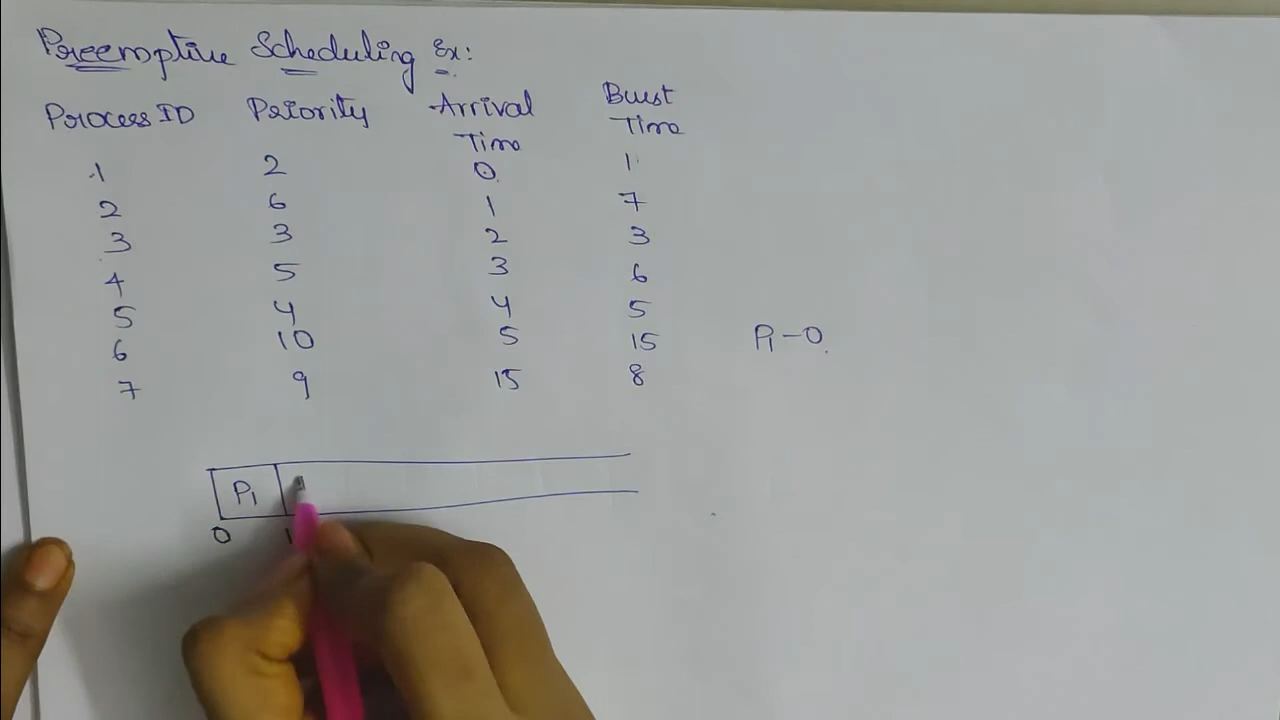 Preemptive Scheduling Ex:
Process ID Priority Arrival Time Burst Time
1 2 0 1
2 6 1 7
3 3 2 3
4 5 3 6
5 4 4 5
6 10 5 15
7 9 15 8
P1 - 0
P1
0 1